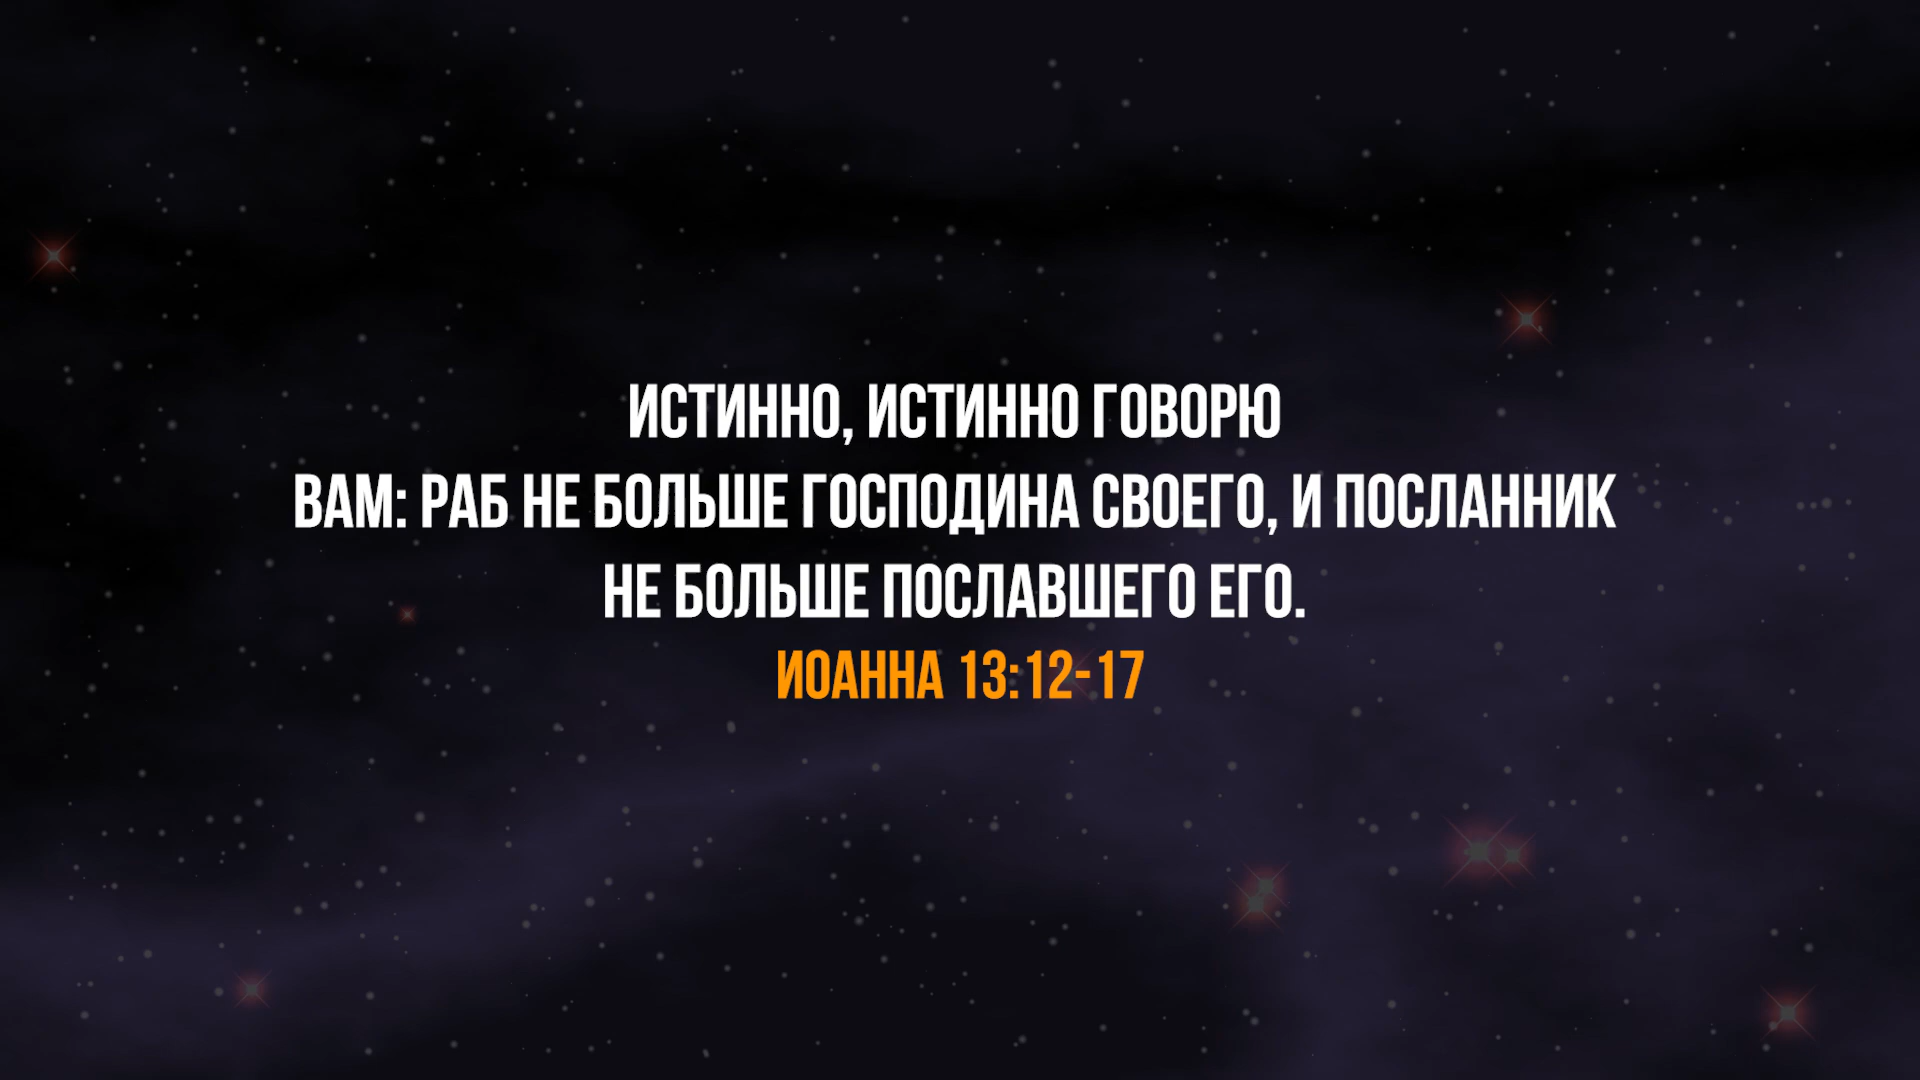 ИСТИННО, ИСТИННО ГОВОРЮ
ВАМ: РАБ НЕ БОЛЬШЕ ГОСПОДИНА СВОЕГО, И ПОСЛАННИК
НЕ БОЛЬШЕ ПОСЛАВШЕГО ЕГО.
ИОАННА 13:12-17